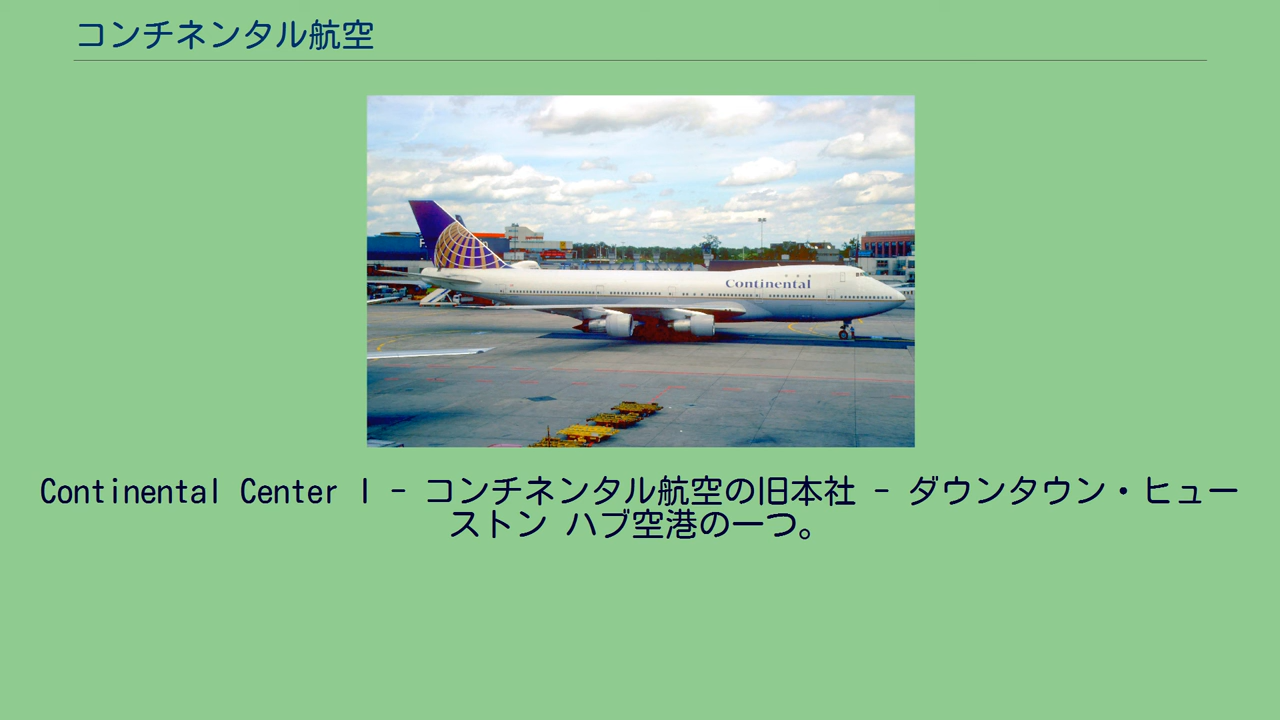 コンチネンタル航空
Continental
Continental Center I - コンチネンタル航空の旧本社 - ダウンタウン・ヒュー
ストン ハブ空港の一つ。